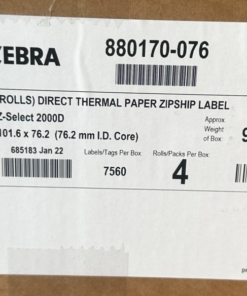 ZEBRA 880170-076
ROLLS) DIRECT THERMAL PAPER ZIPSHIP LABEL
Z-Select 2000D
101.6 x 76.2 (76.2 mm I.D. Core)
Approx
Weight
of Box
9
685183 Jan 22
Labels/Tags Per Box
7560
Rolls/Packs Per Box
4